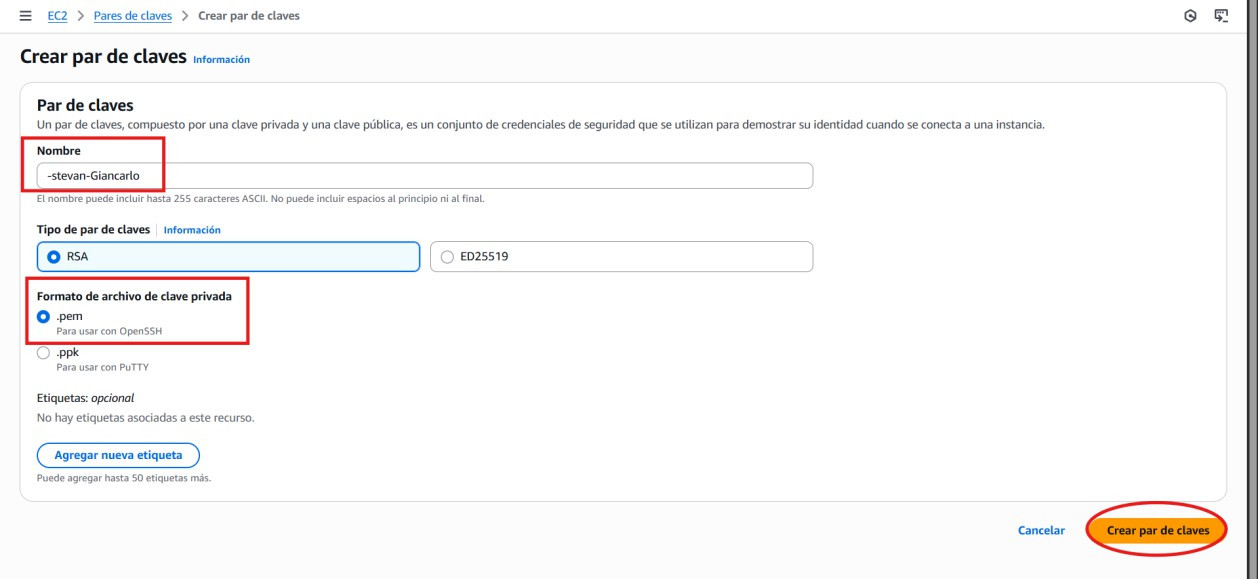 EC2 > Pares de claves > Crear par de claves
Crear par de claves Información
Par de claves
Un par de claves, compuesto por una clave privada y una clave pública, es un conjunto de credenciales de seguridad que se utilizan para demostrar su identidad cuando se conecta a una instancia.
Nombre
-stevan-Giancarlo
El nombre puede incluir hasta 255 caracteres ASCII. No puede incluir espacios al principio ni al final.
Tipo de par de claves | Información
RSA ED25519
Formato de archivo de clave privada
.pem
Para usar con OpenSSH
.ppk
Para usar con PuTTY
Etiquetas: opcional
No hay etiquetas asociadas a este recurso.
Agregar nueva etiqueta
Puede agregar hasta 50 etiquetas más.
Cancelar Crear par de claves